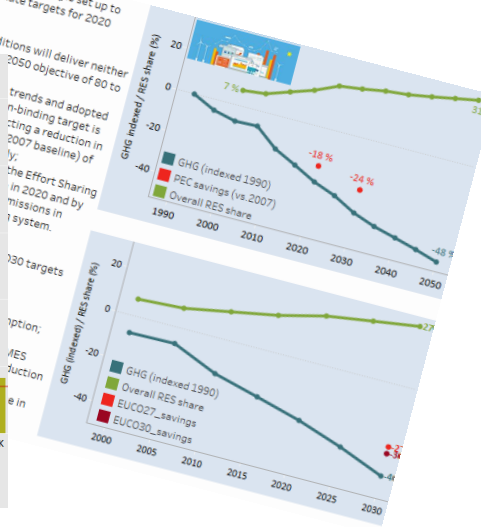 set up to
targets for 2020
ditions will deliver neither
2050 objective of 80 to
trends and adopted
n-binding target is
cting a reduction in
2007 baseline) of
ly;
the Effort Sharing
in 2020 and by
missions in
system.
030 targets
mption;
MES
duction
e in
K
GHG indexed / RES share (%)
20
0
-20
-40
7 %
31
-18 %
-24 %
-48 %
GHG (indexed 1990)
PEC savings (vs.2007)
Overall RES share
1990 2000 2010 2020 2030 2040 2050
GHG (indexed) / RES share (%)
20
0
-20
-40
27
GHG (indexed 1990)
Overall RES share
EUCO27_savings
EUCO30_savings
2000 2005 2010 2015 2020 2025 2030